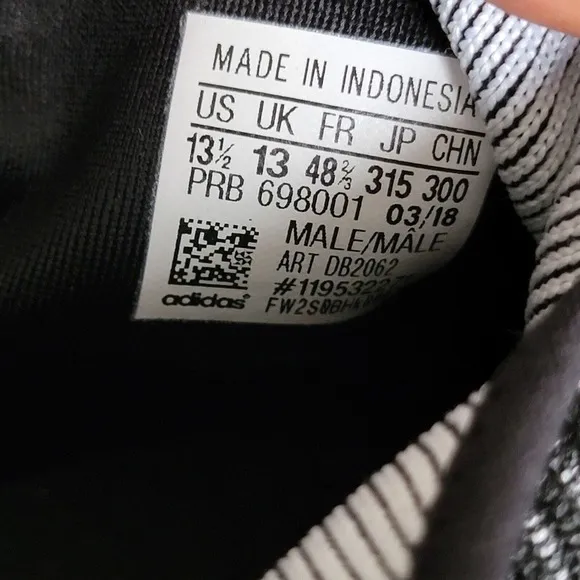 MADE IN INDONESIA
US UK FR JP CHN
13½ 13 48⅔ 315 300
PRB 698001 03/18
MALE/MÂLE
ART DB2062
adidas